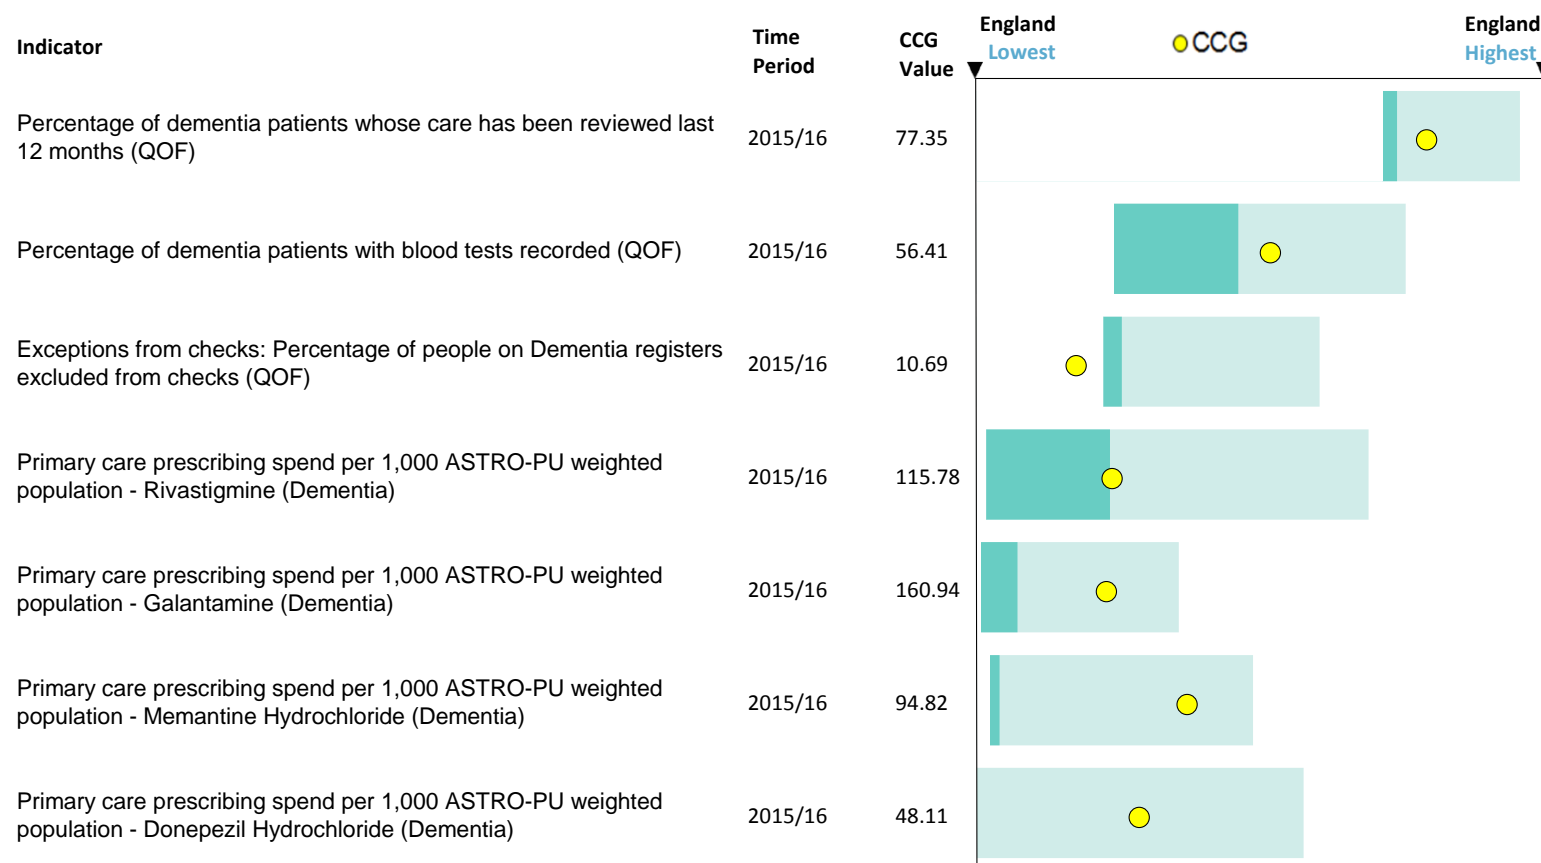 Indicator
Time
Period
CCG
Value
England
Lowest
CCG
England
Highest
Percentage of dementia patients whose care has been reviewed last
12 months (QOF)
2015/16
77.35
Percentage of dementia patients with blood tests recorded (QOF)
2015/16
56.41
Exceptions from checks: Percentage of people on Dementia registers
excluded from checks (QOF)
2015/16
10.69
Primary care prescribing spend per 1,000 ASTRO-PU weighted
population - Rivastigmine (Dementia)
2015/16
115.78
Primary care prescribing spend per 1,000 ASTRO-PU weighted
population - Galantamine (Dementia)
2015/16
160.94
Primary care prescribing spend per 1,000 ASTRO-PU weighted
population - Memantine Hydrochloride (Dementia)
2015/16
94.82
Primary care prescribing spend per 1,000 ASTRO-PU weighted
population - Donepezil Hydrochloride (Dementia)
2015/16
48.11